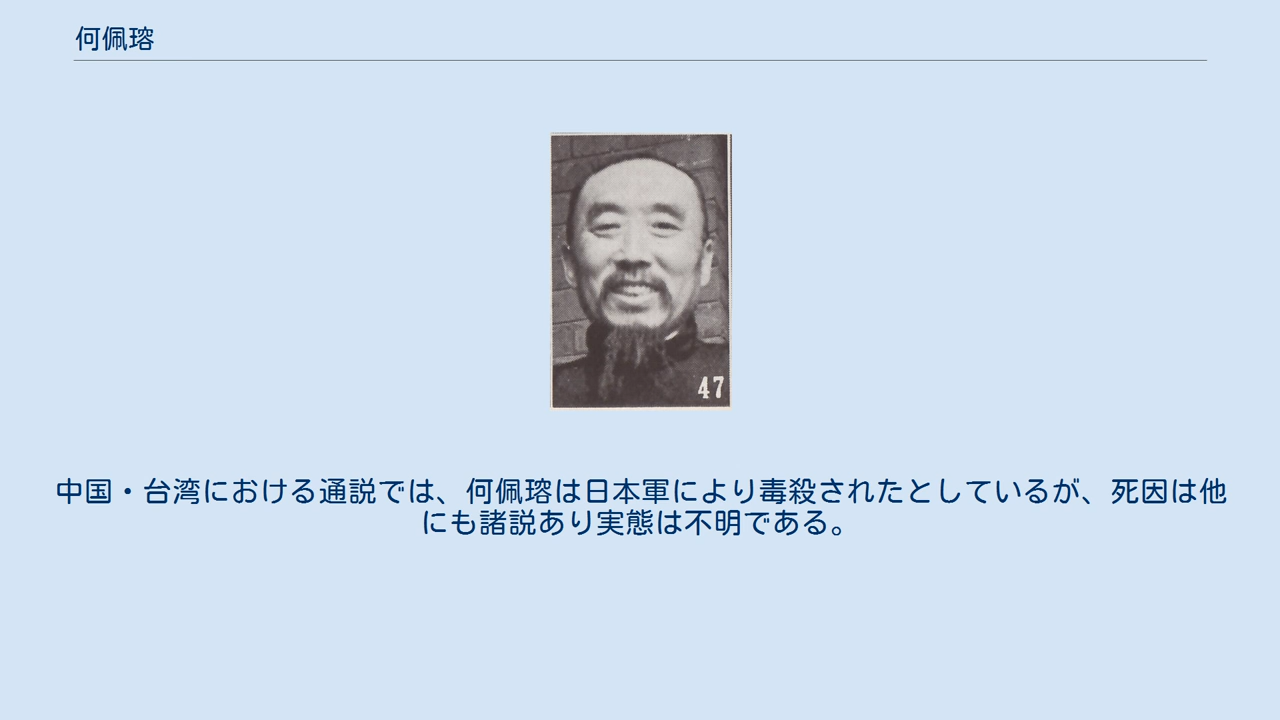 何佩瑢
47
中国・台湾における通説では、何佩瑢は日本軍により毒殺されたとしているが、死因は他
にも諸説あり実態は不明である。